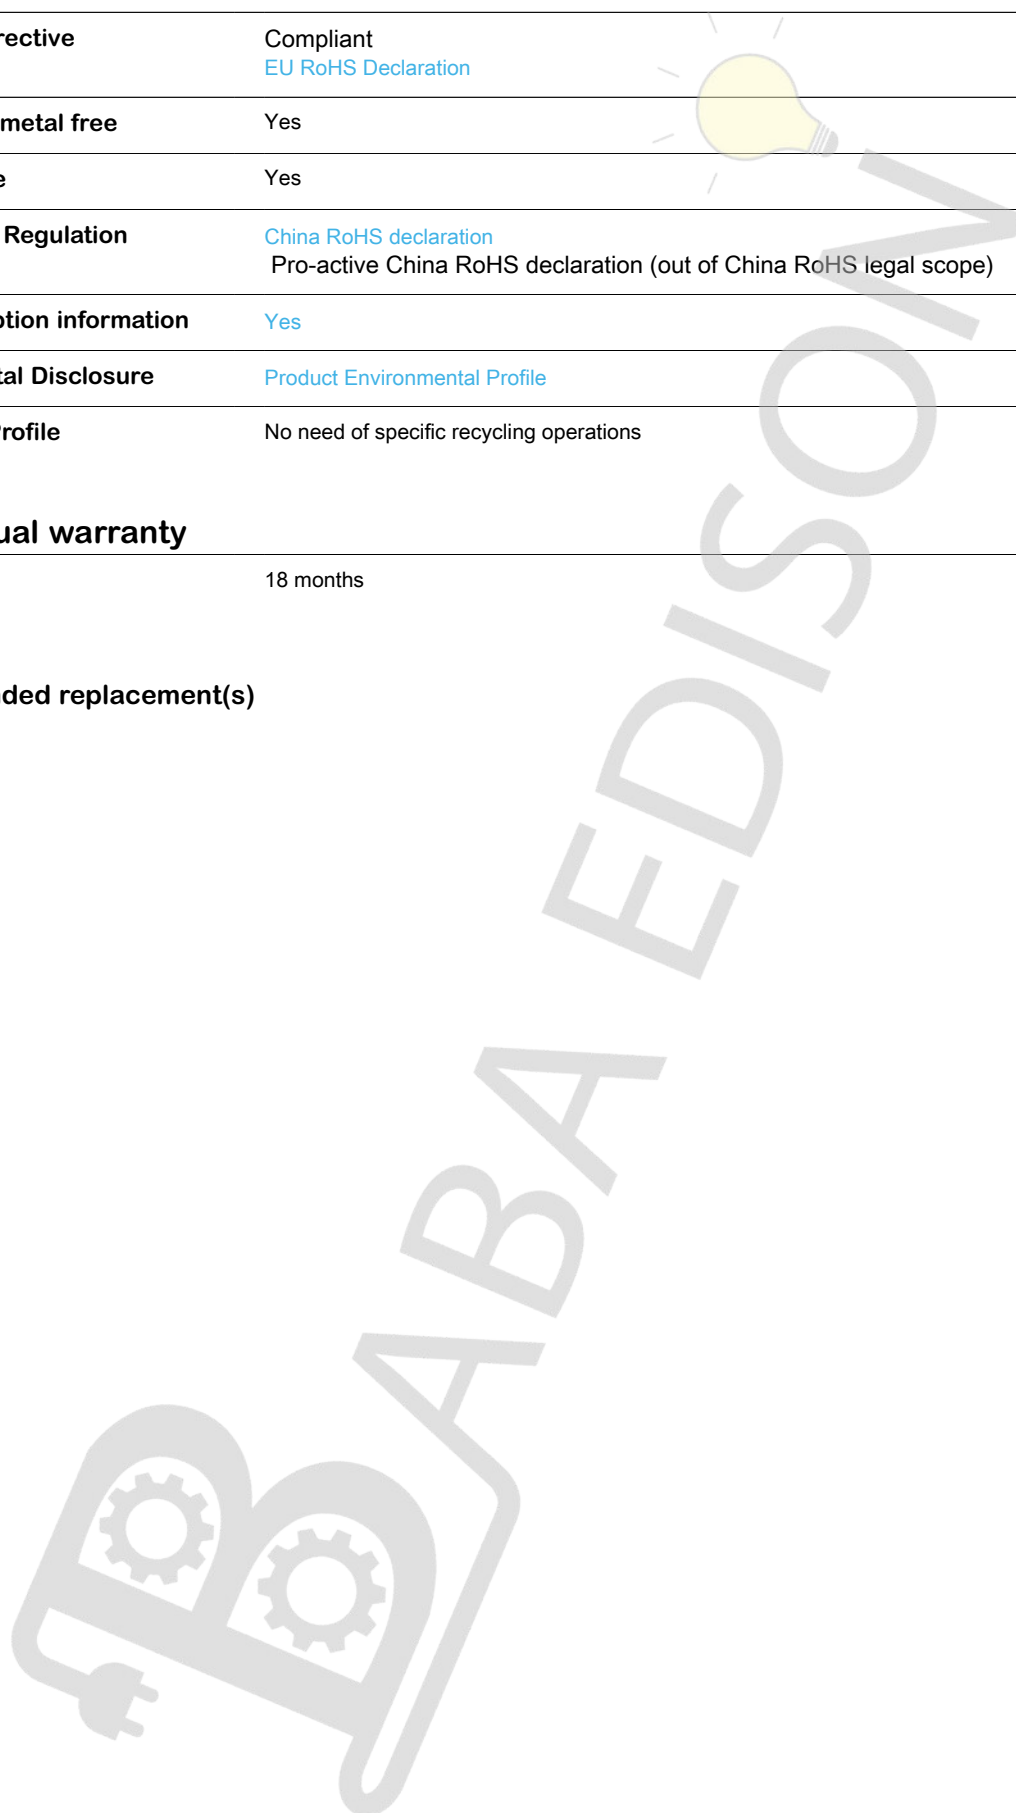 rective Compliant
EU RoHS Declaration
metal free Yes
e Yes
Regulation China RoHS declaration
Pro-active China RoHS declaration (out of China RoHS legal scope)
tion information Yes
tal Disclosure Product Environmental Profile
rofile No need of specific recycling operations
ual warranty
18 months
ded replacement(s)
BABA EDISON